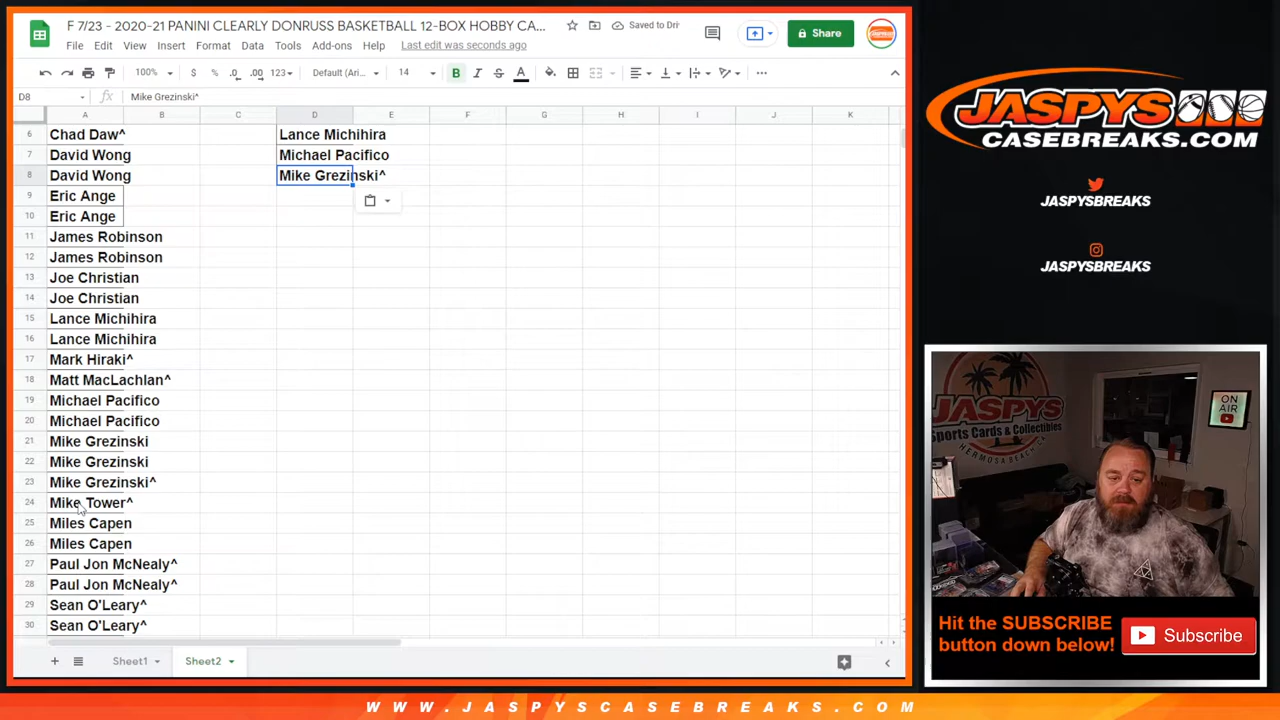 F 7/23 - 2020-21 PANINI CLEARLY DONRUSS BASKETBALL 12-BOX HOBBY CA...
Saved to Dri
File Edit View Insert Format Data Tools Add-ons Help Last edit was seconds ago
Share
100% $ % .0 .00 123 Default (Ari... 14 B I S A
D8 fx Mike Grezinski^
A B C D E F G H I J K
6 Chad Daw^ Lance Michihira
7 David Wong Michael Pacifico
8 David Wong Mike Grezinski^
9 Eric Ange
10 Eric Ange
11 James Robinson
12 James Robinson
13 Joe Christian
14 Joe Christian
15 Lance Michihira
16 Lance Michihira
17 Mark Hiraki^
18 Matt MacLachlan^
19 Michael Pacifico
20 Michael Pacifico
21 Mike Grezinski
22 Mike Grezinski
23 Mike Grezinski^
24 Mike Tower^
25 Miles Capen
26 Miles Capen
27 Paul Jon McNealy^
28 Paul Jon McNealy^
29 Sean O'Leary^
30 Sean O'Leary^
Sheet1 Sheet2
JASPYS
CASEBREAKS.COM
JASPYSBREAKS
JASPYSBREAKS
JASPYS
Sports Cards & Collectibles
HERMOSA BEACH, CA
ON
AIR
Hit the SUBSCRIBE
button down below!
Subscribe
WWW.JASPYSCASEBREAKS.COM